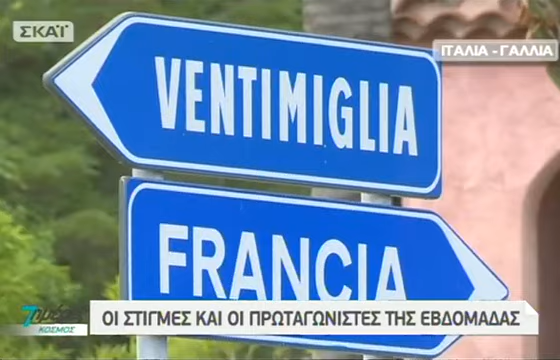 ΣΚΑΪ
ΙΤΑΛΙΑ - ΓΑΛΛΙΑ
VENTIMIGLIA
FRANCIA
ΚΟΣΜΟΣ
ΟΙ ΣΤΙΓΜΕΣ ΚΑΙ ΟΙ ΠΡΩΤΑΓΩΝΙΣΤΕΣ ΤΗΣ ΕΒΔΟΜΑΔΑΣ